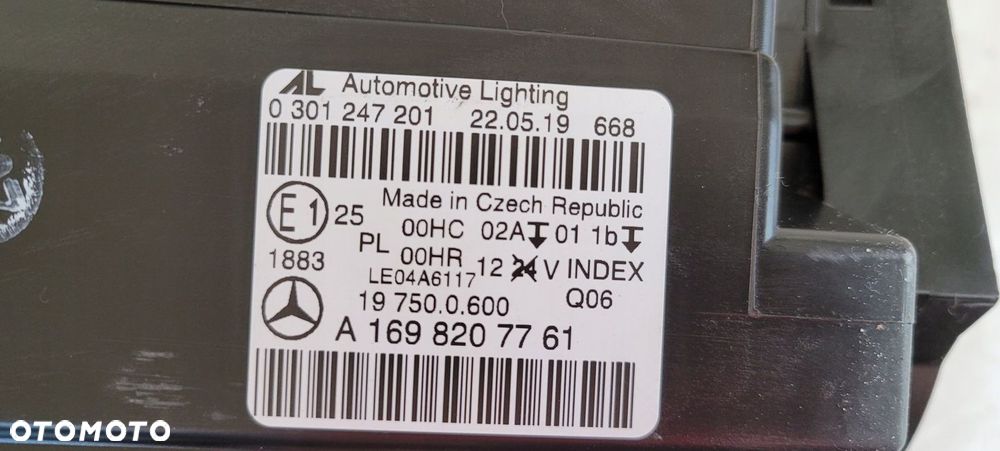 AL Automotive Lighting
0 301 247 201 22.05.19 668
Made in Czech Republic
E1 25 00HC 02A 01 1b
PL 00HR 12 24 V INDEX
1883 LE04A6117 Q06
19 750.0.600
A 169 820 77 61
OTOMOTO